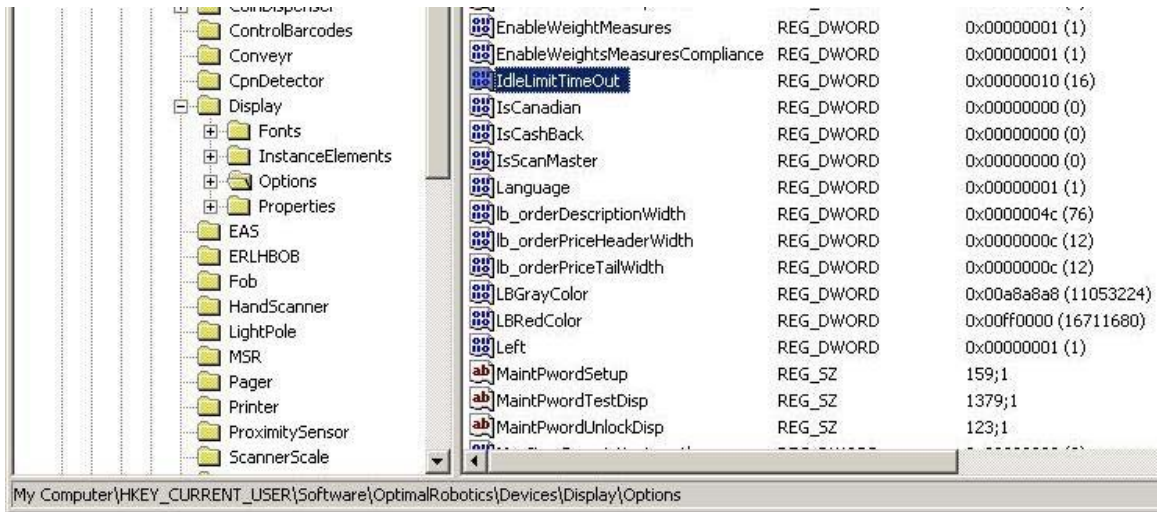 CoinDispenser
ControlBarcodes
Conveyr
CpnDetector
Display
Fonts
InstanceElements
Options
Properties
EAS
ERLHBOB
Fob
HandScanner
LightPole
MSR
Pager
Printer
ProximitySensor
ScannerScale
EnableWeightMeasures REG_DWORD 0x00000001 (1)
EnableWeightsMeasuresCompliance REG_DWORD 0x00000001 (1)
IdleLimitTimeOut REG_DWORD 0x00000010 (16)
IsCanadian REG_DWORD 0x00000000 (0)
IsCashBack REG_DWORD 0x00000000 (0)
IsScanMaster REG_DWORD 0x00000000 (0)
Language REG_DWORD 0x00000001 (1)
lb_orderDescriptionWidth REG_DWORD 0x0000004c (76)
lb_orderPriceHeaderWidth REG_DWORD 0x0000000c (12)
lb_orderPriceTailWidth REG_DWORD 0x0000000c (12)
LBGrayColor REG_DWORD 0x00a8a8a8 (11053224)
LBRedColor REG_DWORD 0x00ff0000 (16711680)
Left REG_DWORD 0x00000001 (1)
MaintPwordSetup REG_SZ 159;1
MaintPwordTestDisp REG_SZ 1379;1
MaintPwordUnlockDisp REG_SZ 123;1
My Computer\HKEY_CURRENT_USER\Software\OptimalRobotics\Devices\Display\Options